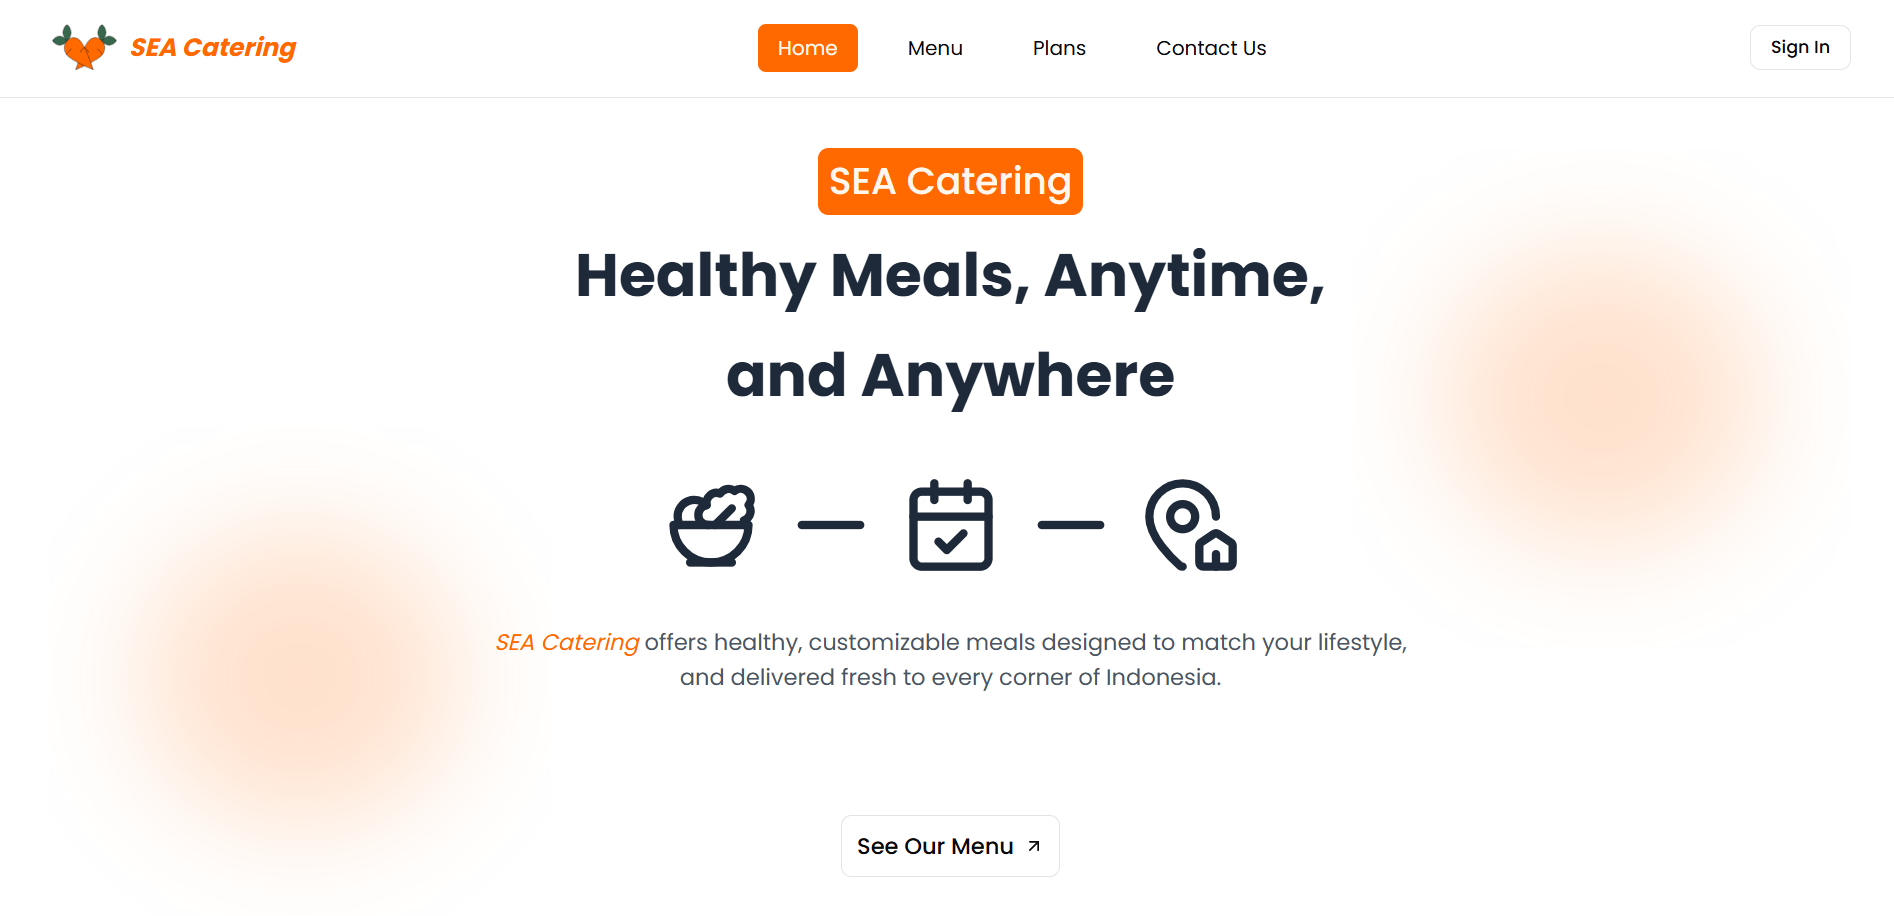 SEA Catering
Home
Menu
Plans
Contact Us
Sign In
SEA Catering
Healthy Meals, Anytime,
and Anywhere
SEA Catering offers healthy, customizable meals designed to match your lifestyle,
and delivered fresh to every corner of Indonesia.
See Our Menu